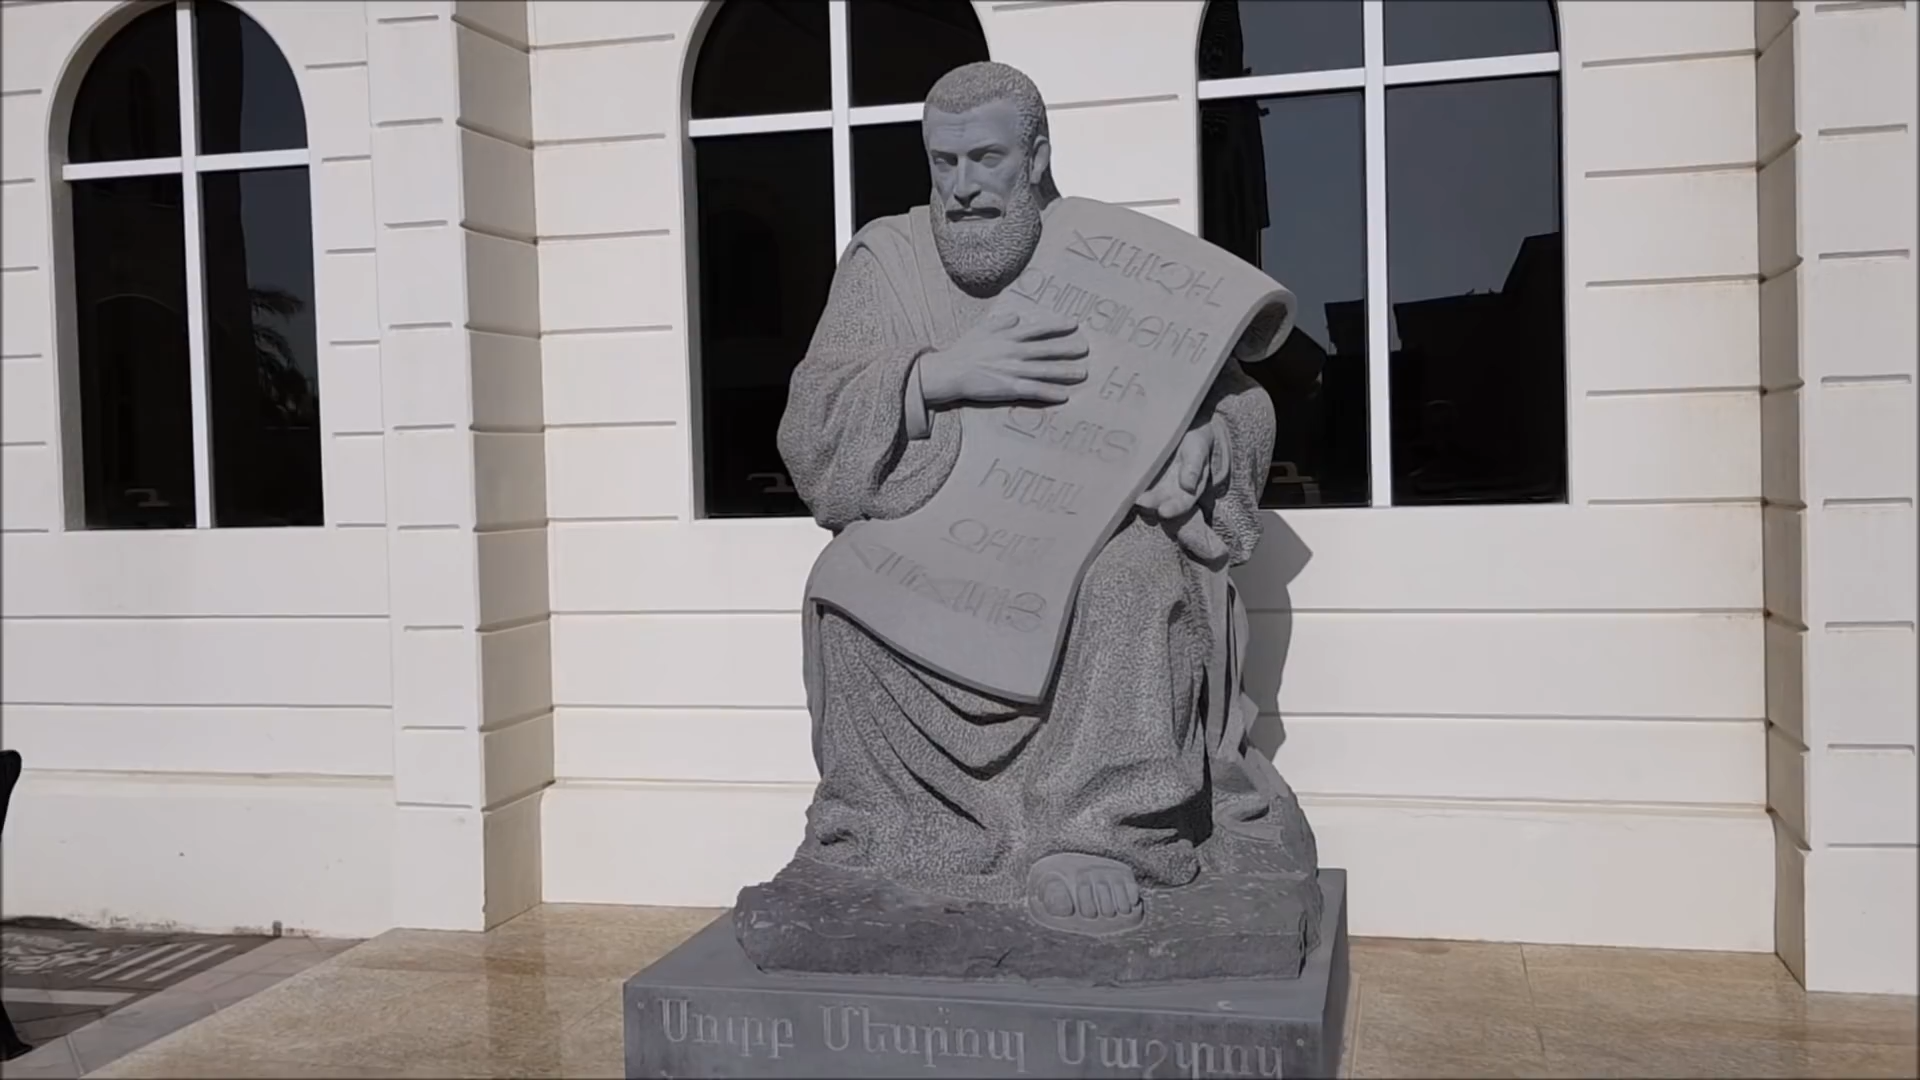 ՃԱՆԱՉԵԼ
ԶԻՄԱՍՏՈՒԹԻՒՆ
ԵՒ
ԶԽՐԱՏ
ԻՄԱՆԱԼ
ԶԲԱՆՍ
ՀԱՆՃԱՐՈՅ
Սուրբ Մեսրոպ Մաշտոց